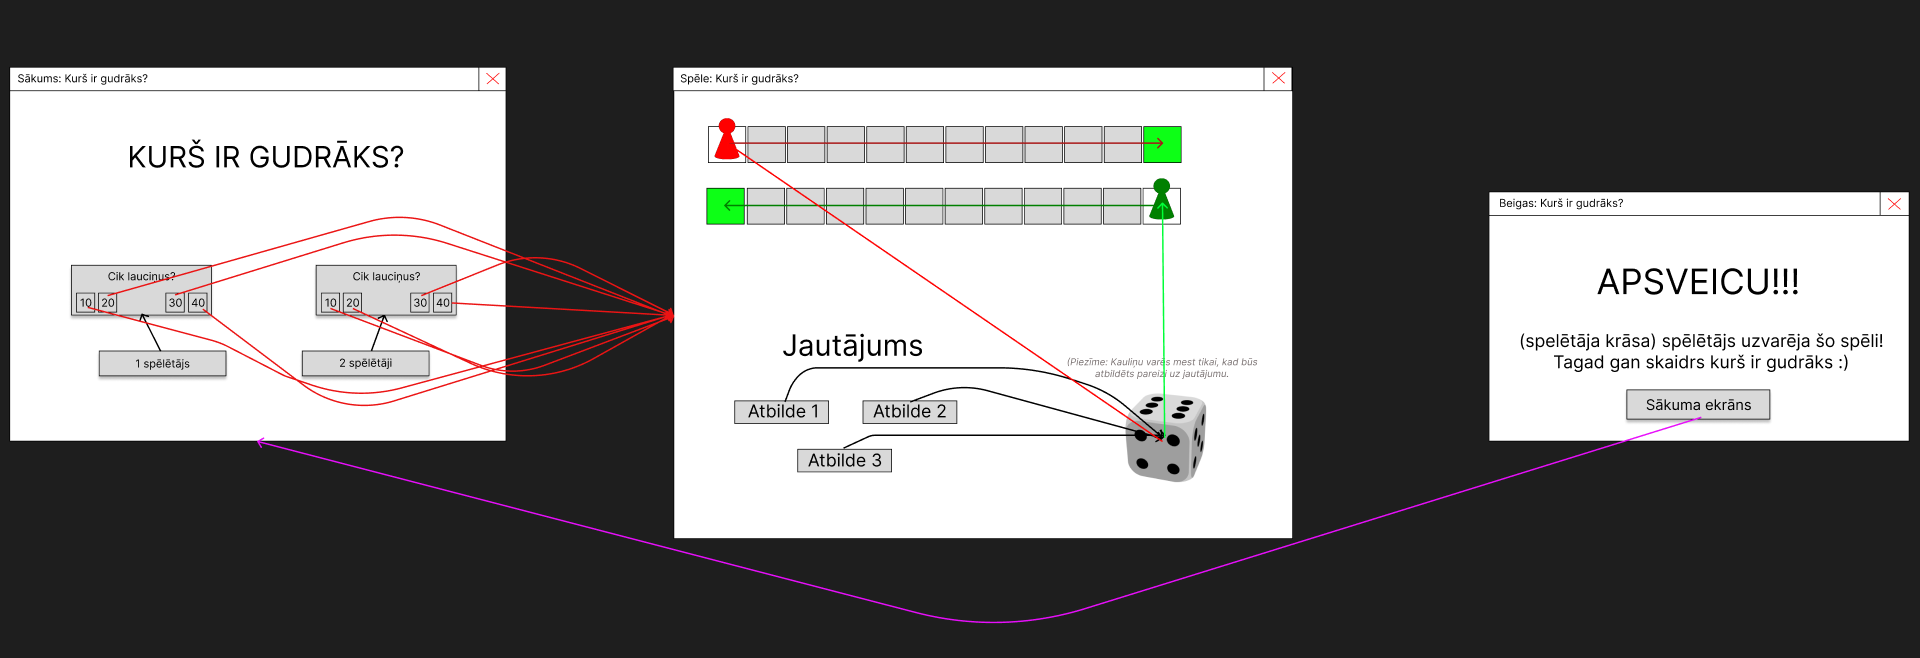 Sākums: Kurš ir gudrāks?
KURŠ IR GUDRĀKS?
Cik lauciņus?
10 20 30 40
1 spēlētājs
Cik lauciņus?
10 20 30 40
2 spēlētāji
Spēle: Kurš ir gudrāks?
Jautājums
(Piezīme: Kauliņu varēs mest tikai, kad būs
atbildēts pareizi uz jautājumu.
Atbilde 1
Atbilde 2
Atbilde 3
Beigas: Kurš ir gudrāks?
APSVEICU!!!
(spelētāja krāsa) spēlētājs uzvarēja šo spēli!
Tagad gan skaidrs kurš ir gudrāks :)
Sākuma ekrāns